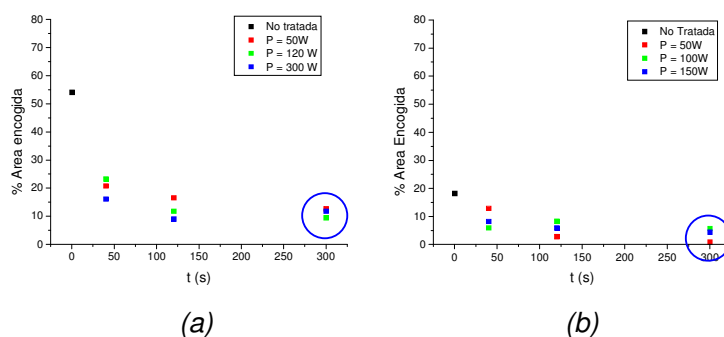 80
70
60
50
40
30
20
10
0
% Area encogida
0 50 100 150 200 250 300
t (s)
No tratada
P = 50W
P = 120 W
P = 300 W
(a)
80
70
60
50
40
30
20
10
0
% Area Encogida
0 50 100 150 200 250 300
t (s)
No Tratada
P = 50W
P = 100W
P = 150W
(b)